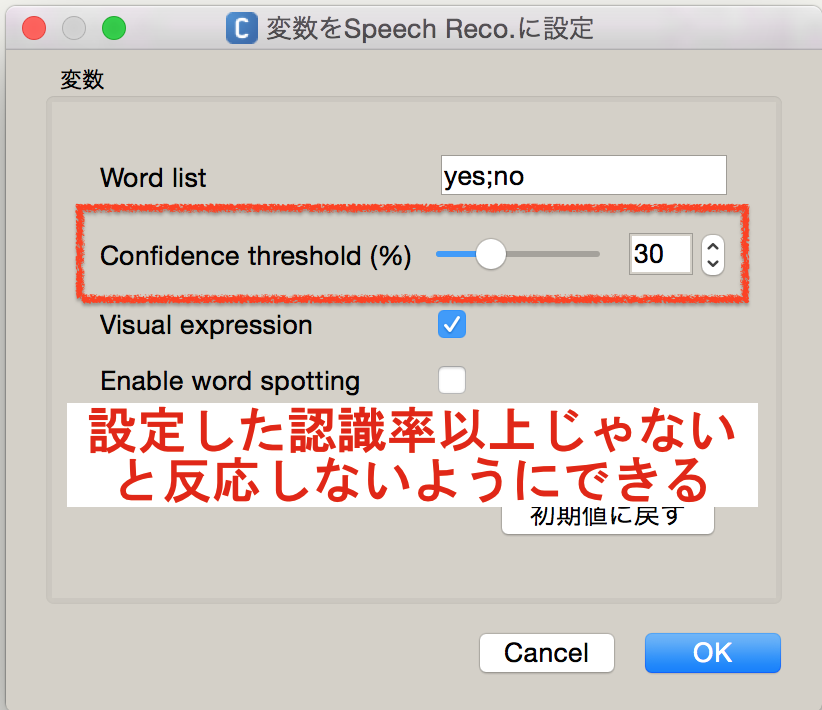 C 変数をSpeech Reco.に設定
変数
Word list yes;no
Confidence threshold (%) 30
Visual expression
Enable word spotting
設定した認識率以上じゃない
と反応しないようにできる
初期値に戻す
Cancel OK